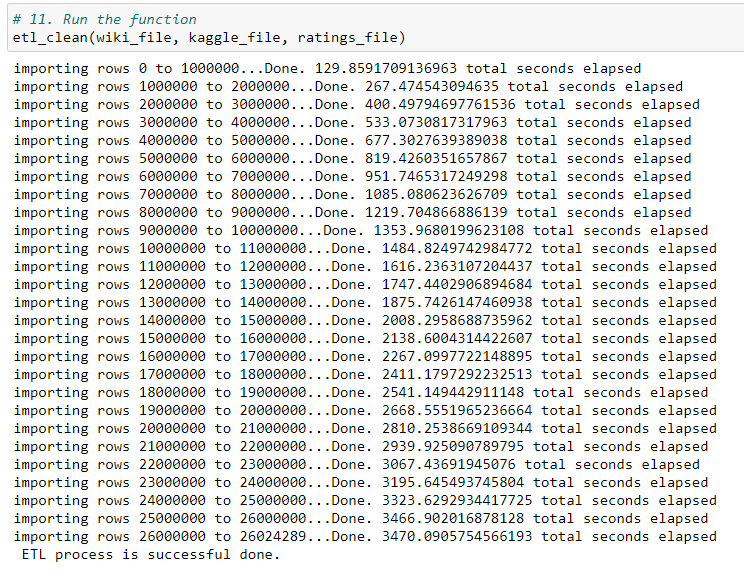 # 11. Run the function
etl_clean(wiki_file, kaggle_file, ratings_file)
importing rows 0 to 1000000...Done. 129.8591709136963 total seconds elapsed
importing rows 1000000 to 2000000...Done. 267.474543094635 total seconds elapsed
importing rows 2000000 to 3000000...Done. 400.49794697761536 total seconds elapsed
importing rows 3000000 to 4000000...Done. 533.0730817317963 total seconds elapsed
importing rows 4000000 to 5000000...Done. 677.3027639389038 total seconds elapsed
importing rows 5000000 to 6000000...Done. 819.4260351657867 total seconds elapsed
importing rows 6000000 to 7000000...Done. 951.7465317249298 total seconds elapsed
importing rows 7000000 to 8000000...Done. 1085.080623626709 total seconds elapsed
importing rows 8000000 to 9000000...Done. 1219.704866886139 total seconds elapsed
importing rows 9000000 to 10000000...Done. 1353.9680199623108 total seconds elapsed
importing rows 10000000 to 11000000...Done. 1484.8249742984772 total seconds elapsed
importing rows 11000000 to 12000000...Done. 1616.2363107204437 total seconds elapsed
importing rows 12000000 to 13000000...Done. 1747.4402906894684 total seconds elapsed
importing rows 13000000 to 14000000...Done. 1875.7426147460938 total seconds elapsed
importing rows 14000000 to 15000000...Done. 2008.2958688735962 total seconds elapsed
importing rows 15000000 to 16000000...Done. 2138.6004314422607 total seconds elapsed
importing rows 16000000 to 17000000...Done. 2267.0997722148895 total seconds elapsed
importing rows 17000000 to 18000000...Done. 2411.1797292232513 total seconds elapsed
importing rows 18000000 to 19000000...Done. 2541.149442911148 total seconds elapsed
importing rows 19000000 to 20000000...Done. 2668.5551965236664 total seconds elapsed
importing rows 20000000 to 21000000...Done. 2810.2538669109344 total seconds elapsed
importing rows 21000000 to 22000000...Done. 2939.925090789795 total seconds elapsed
importing rows 22000000 to 23000000...Done. 3067.43691945076 total seconds elapsed
importing rows 23000000 to 24000000...Done. 3195.645493745804 total seconds elapsed
importing rows 24000000 to 25000000...Done. 3323.6292934417725 total seconds elapsed
importing rows 25000000 to 26000000...Done. 3466.902016878128 total seconds elapsed
importing rows 26000000 to 26024289...Done. 3470.0905754566193 total seconds elapsed
 ETL process is successful done.